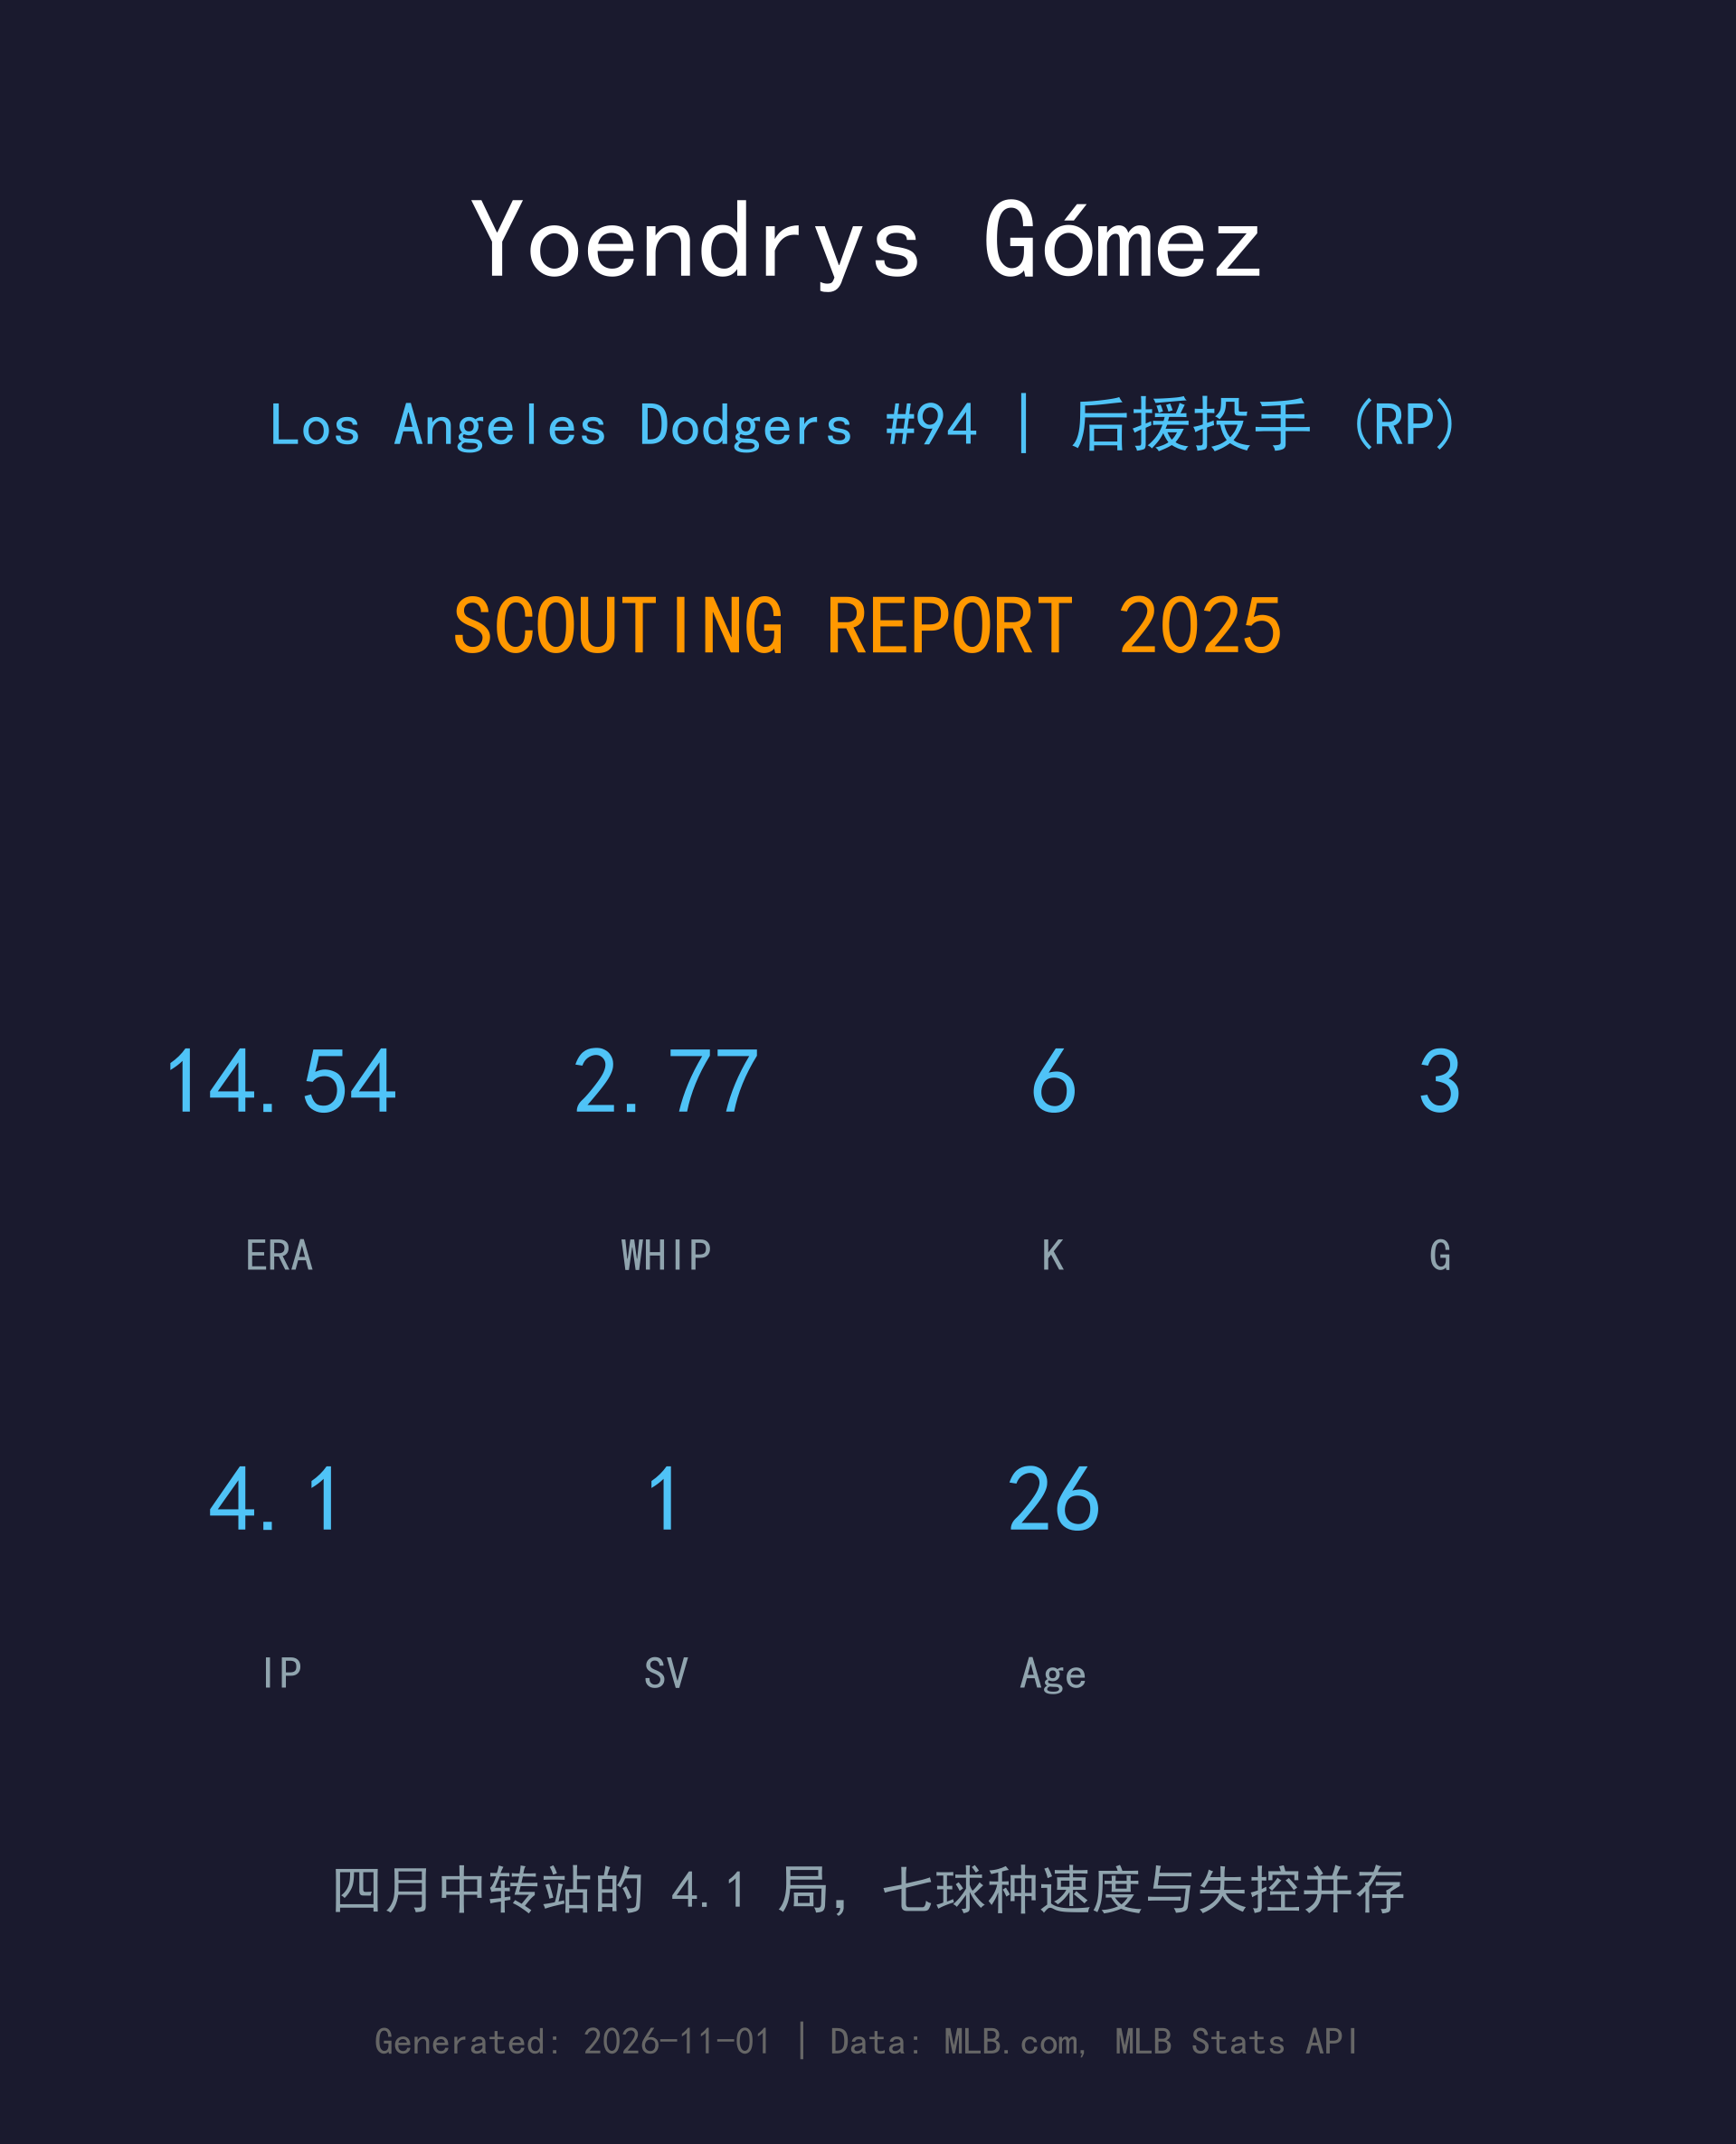 Yoendrys Gómez
Los Angeles Dodgers #94 | 后援投手 (RP)
SCOUTING REPORT 2025
14.54 2.77 6 3
ERA WHIP K G
4.1 1 26
IP SV Age
四月中转站的 4.1 局, 七球种速度与失控并存
Generated: 2026-11-01 | Data: MLB.com, MLB Stats API